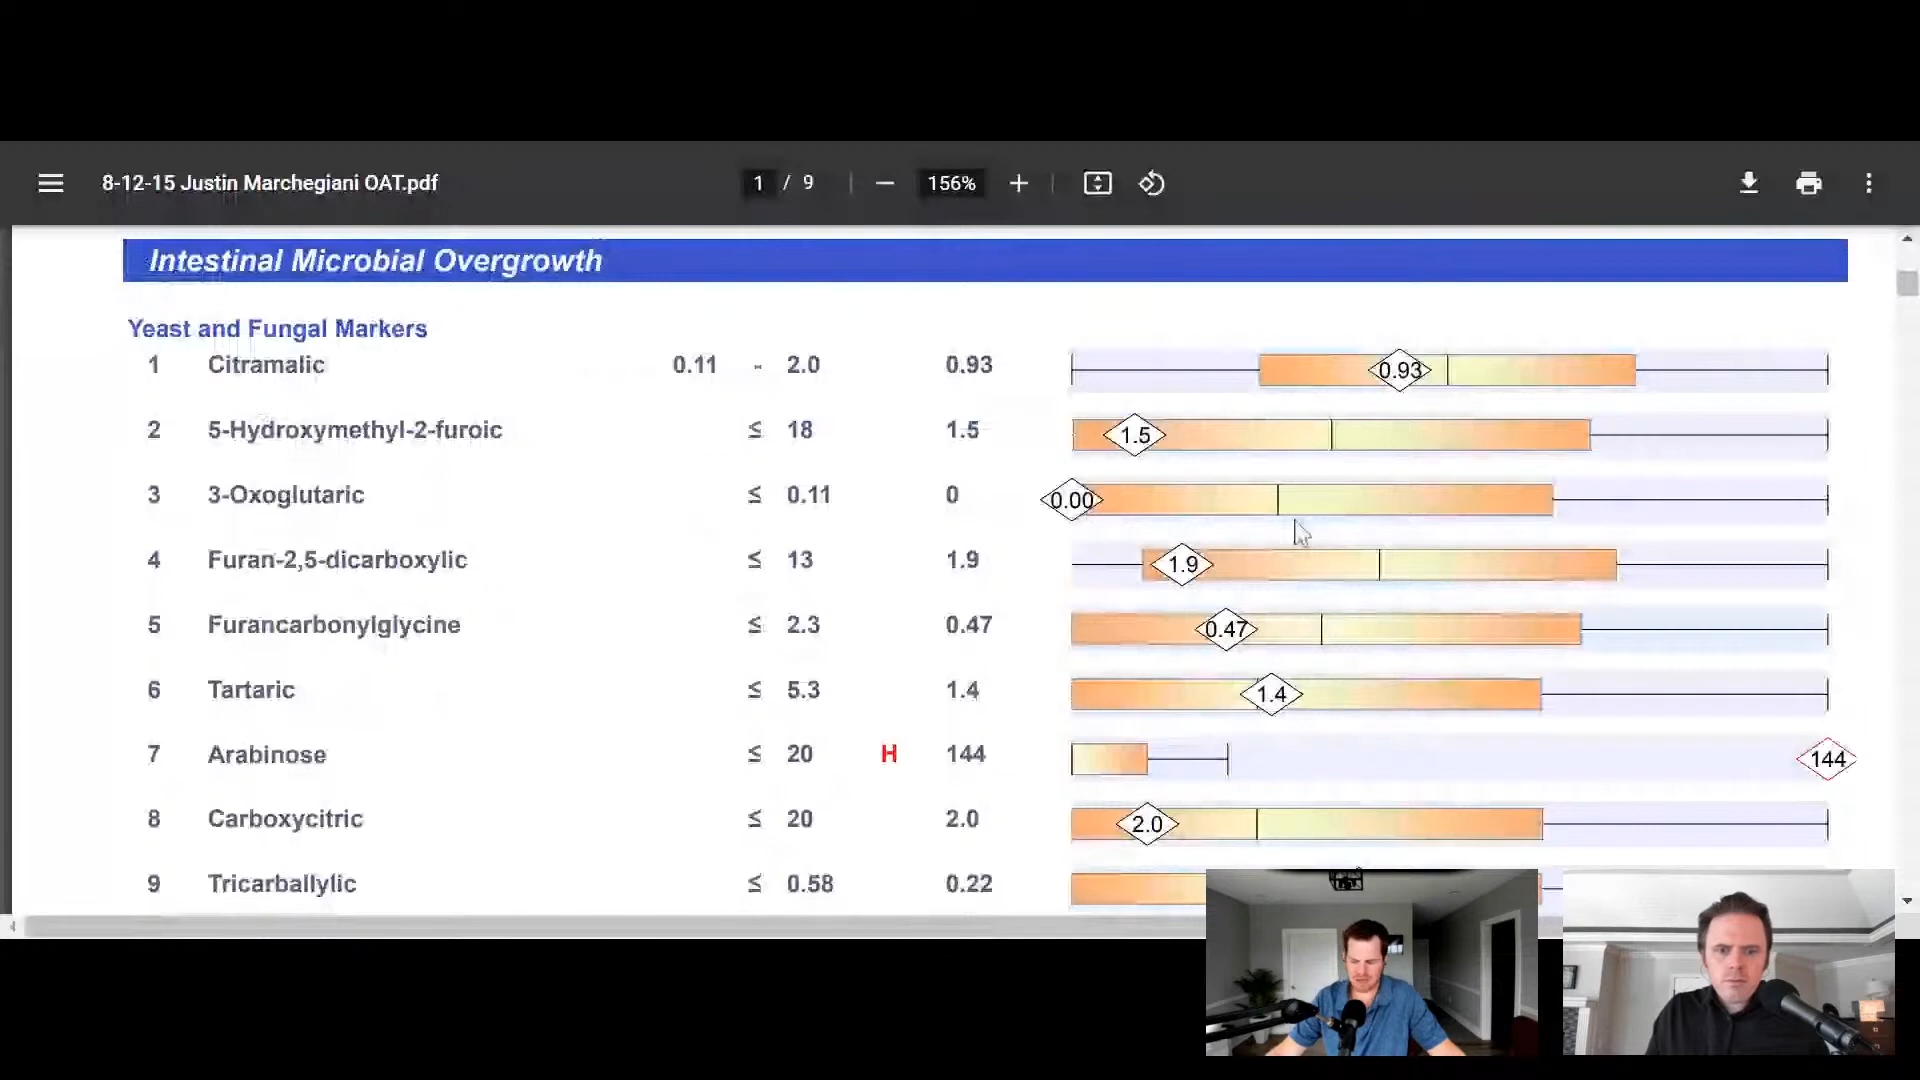 8-12-15 Justin Marchegiani OAT.pdf 1 / 9 156%
Intestinal Microbial Overgrowth
Yeast and Fungal Markers
1 Citramalic 0.11 - 2.0 0.93 0.93
2 5-Hydroxymethyl-2-furoic ≤ 18 1.5 1.5
3 3-Oxoglutaric ≤ 0.11 0 0.00
4 Furan-2,5-dicarboxylic ≤ 13 1.9 1.9
5 Furancarbonylglycine ≤ 2.3 0.47 0.47
6 Tartaric ≤ 5.3 1.4 1.4
7 Arabinose ≤ 20 H 144 144
8 Carboxycitric ≤ 20 2.0 2.0
9 Tricarballylic ≤ 0.58 0.22